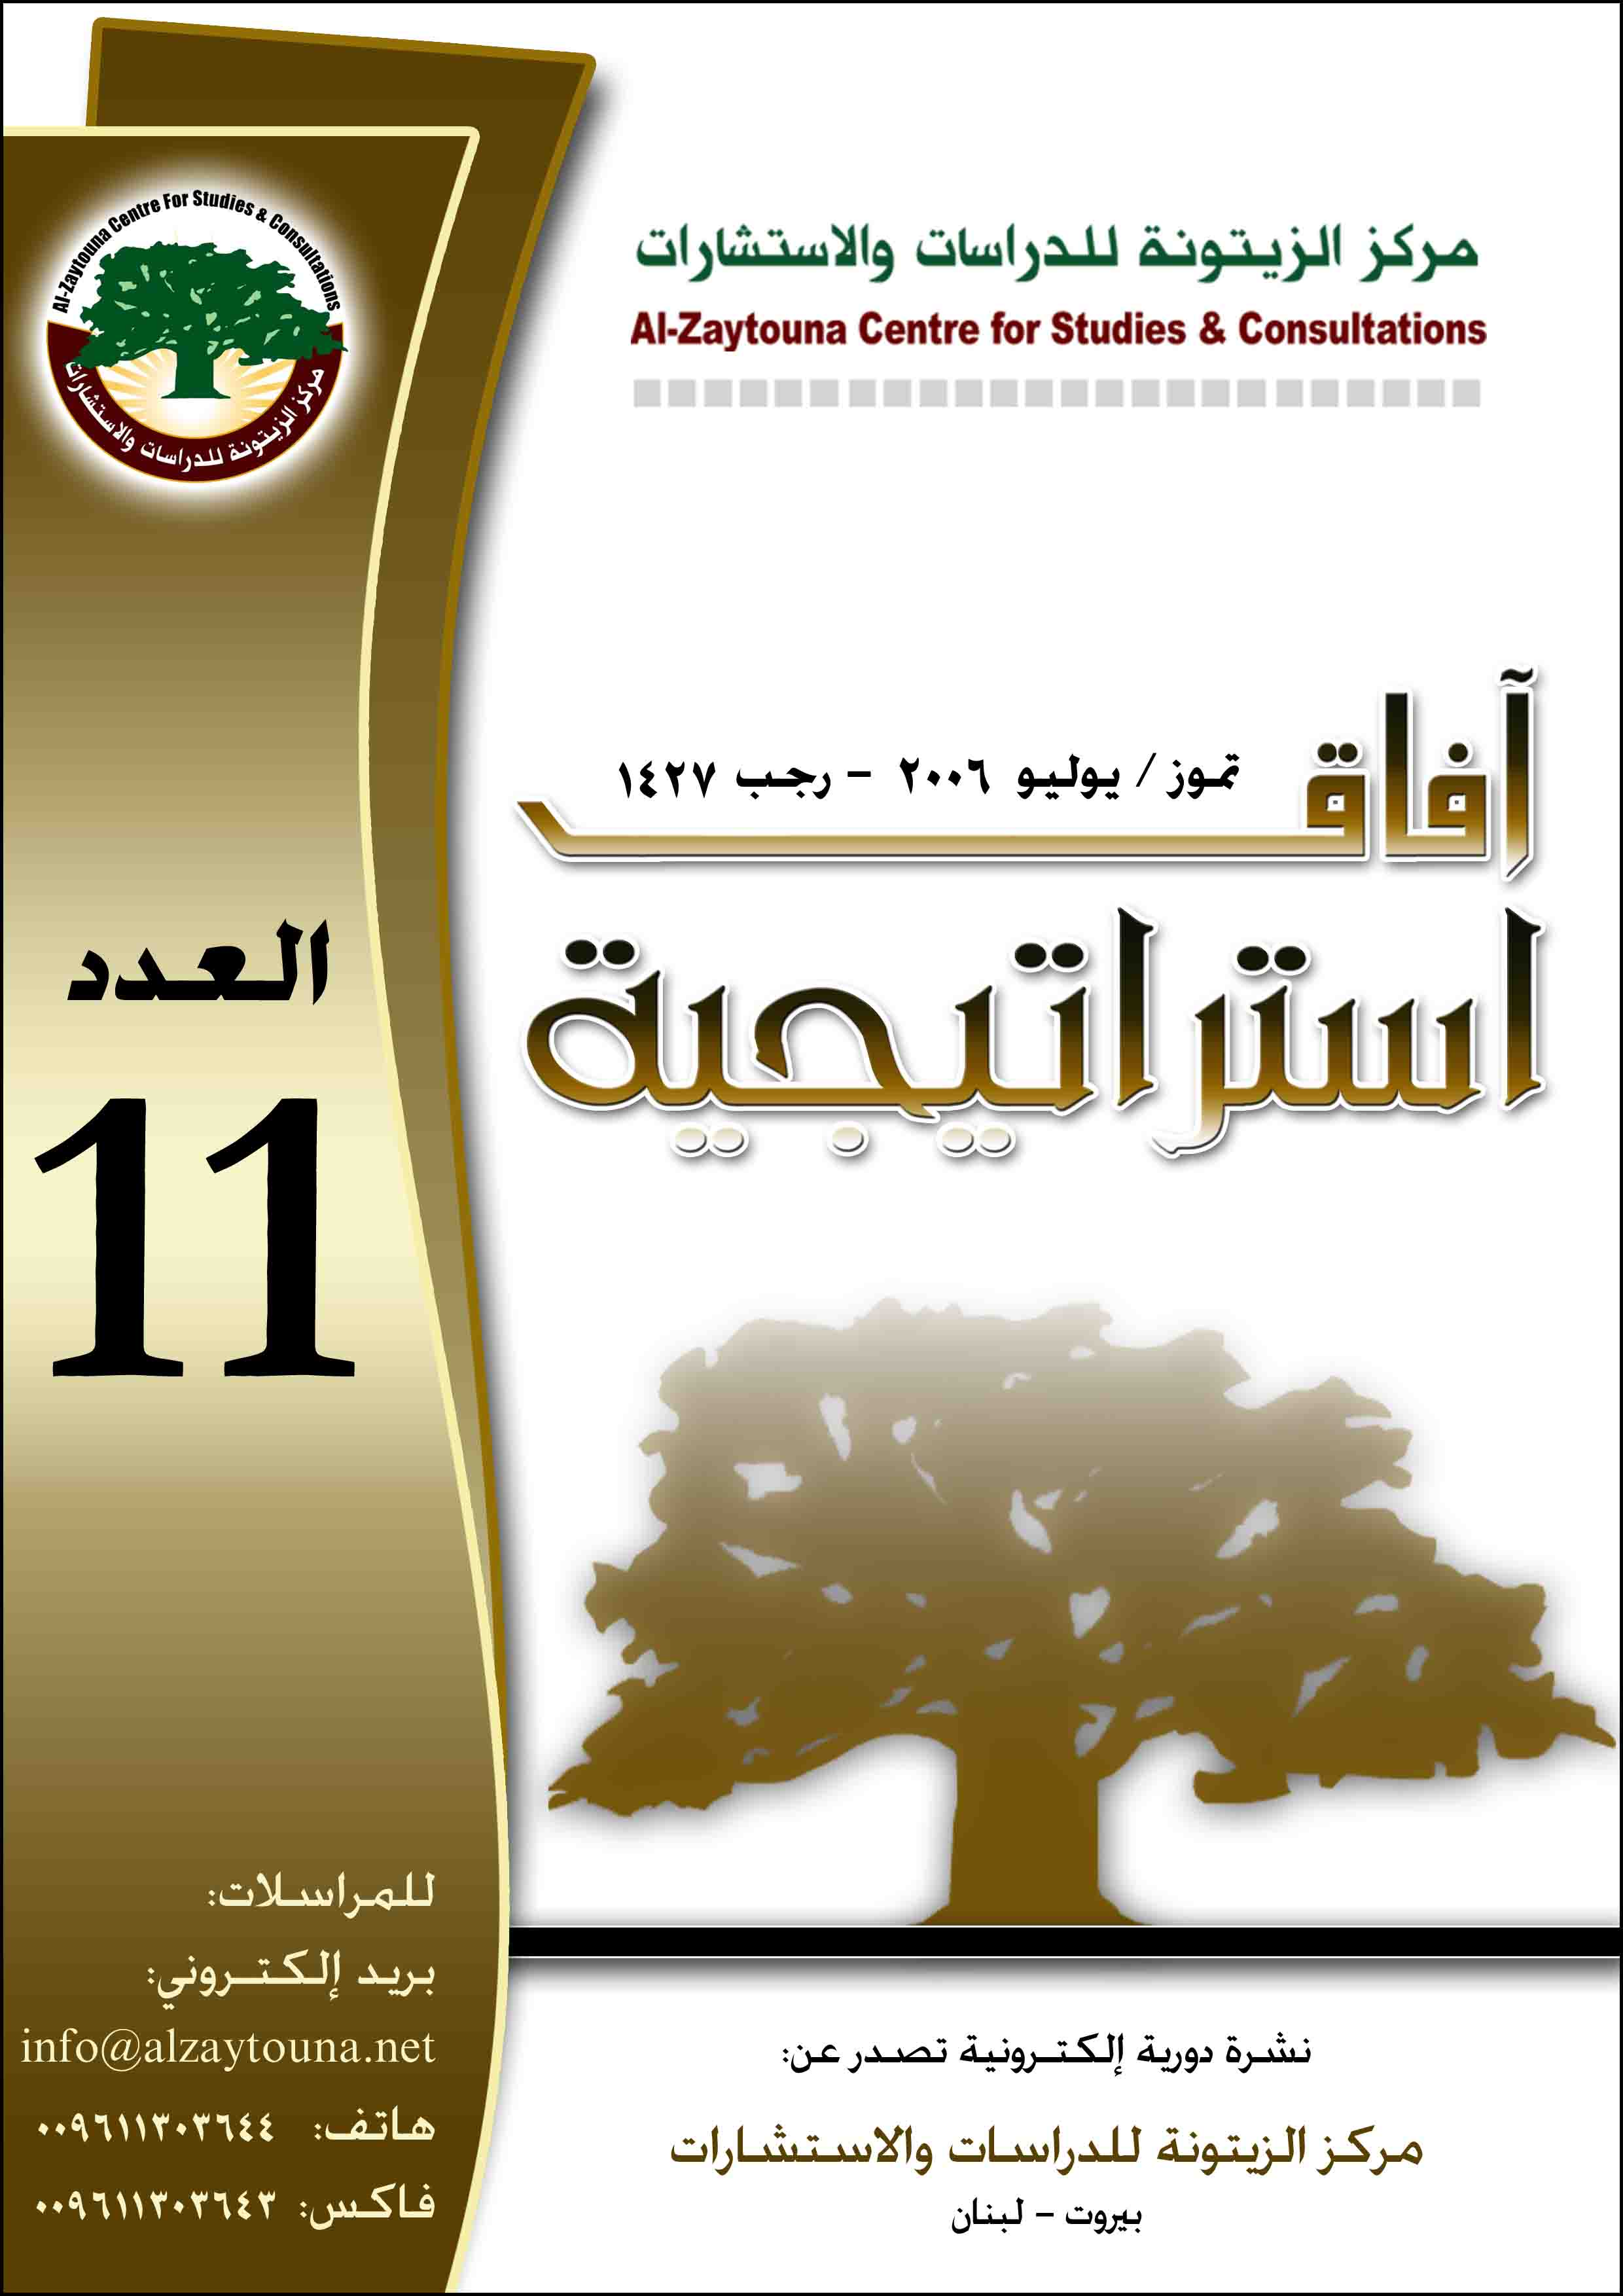 Al-Zaytouna Centre For Studies & Consultations
مركز الزيتونة للدراسات والاستشارات
مركز الزيتونة للدراسات والاستشارات
Al-Zaytouna Centre for Studies & Consultations
آفاق
تموز / يوليو ٢٠٠٦ - رجب ١٤٢٧
استراتيجية
العدد
11
للمراسلات:
بريد إلكتروني:
info@alzaytouna.net
هاتف: ٠٠٩٦١١٣٠٣٦٤٤
فاكس: ٠٠٩٦١١٣٠٣٦٤٣
نشرة دورية إلكترونية تصدر عن:
مركز الزيتونة للدراسات والاستشارات
بيروت - لبنان